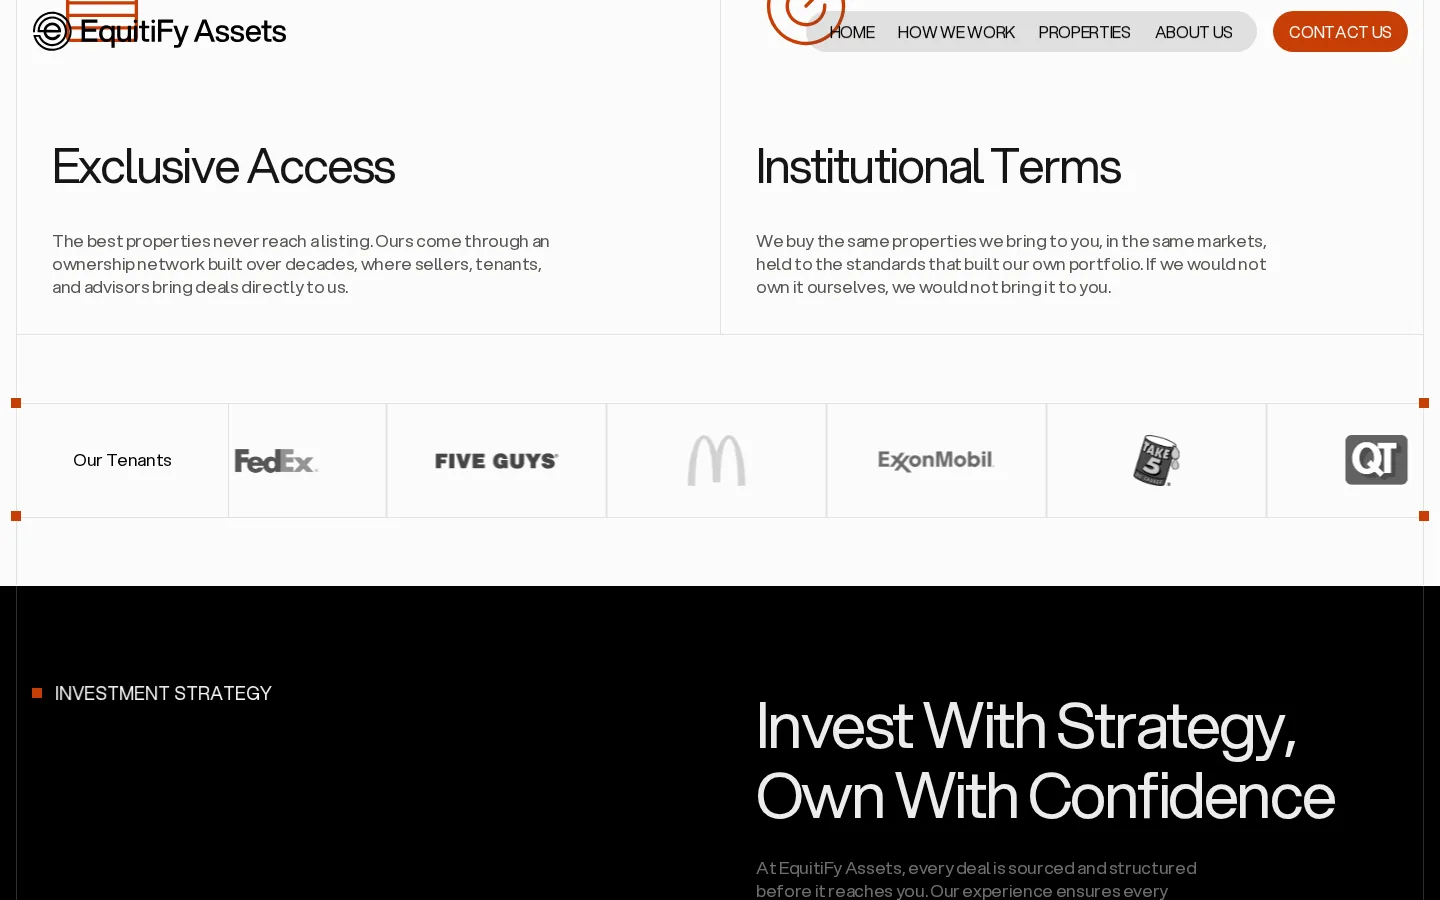 EquitiFy Assets
HOME HOW WE WORK PROPERTIES ABOUT US CONTACT US
Exclusive Access
The best properties never reach a listing. Ours come through an
ownership network built over decades, where sellers, tenants,
and advisors bring deals directly to us.
Institutional Terms
We buy the same properties we bring to you, in the same markets,
held to the standards that built our own portfolio. If we would not
own it ourselves, we would not bring it to you.
Our Tenants
FedEx
FIVE GUYS
ExxonMobil
TAKE
5
QT
INVESTMENT STRATEGY
Invest With Strategy,
Own With Confidence
At EquitiFy Assets, every deal is sourced and structured
before it reaches you. Our experience ensures every